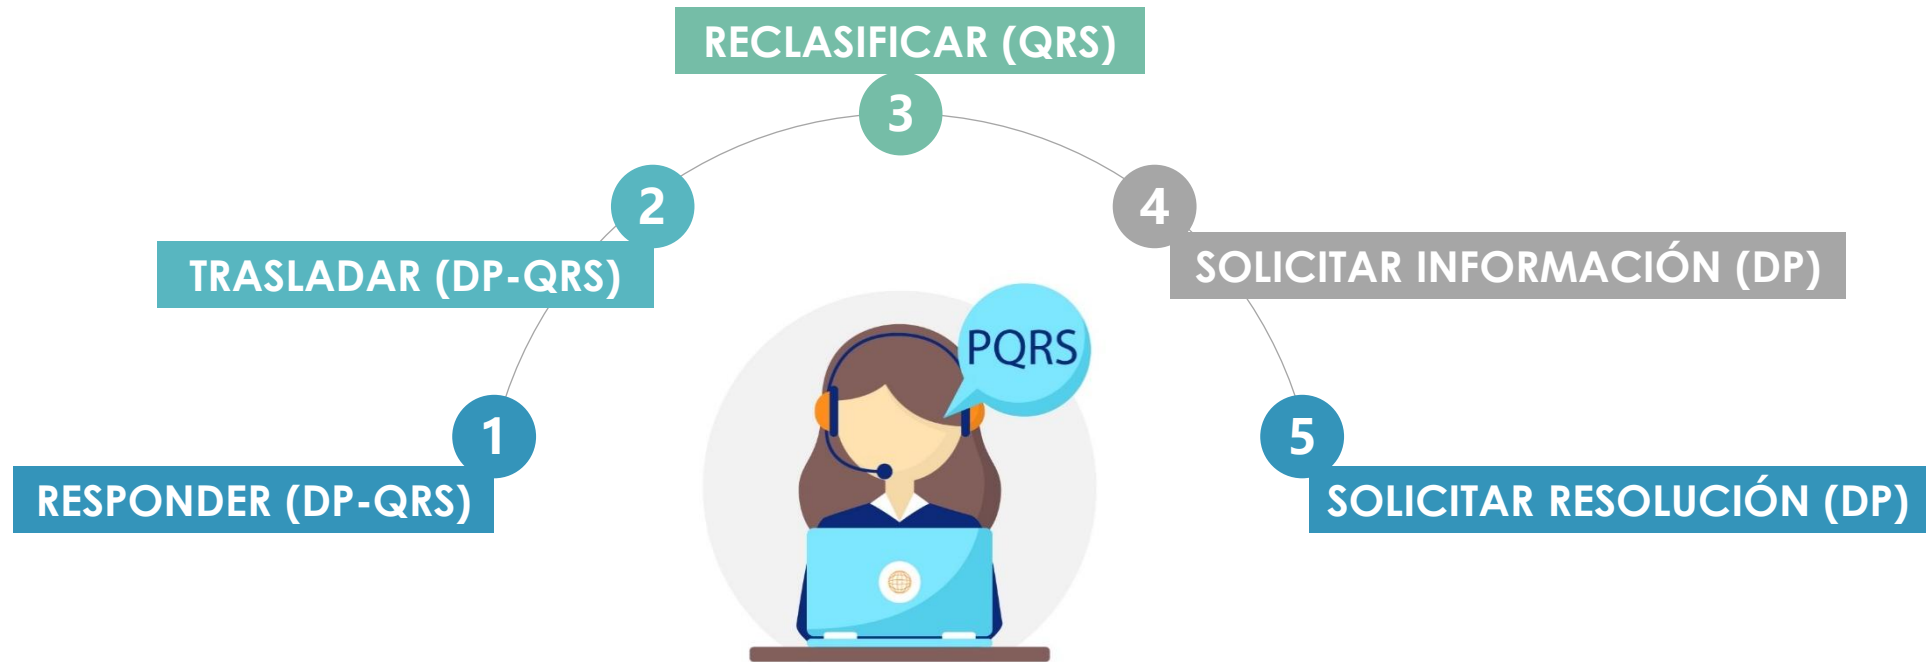 1
RESPONDER (DP-QRS)
2
TRASLADAR (DP-QRS)
3
RECLASIFICAR (QRS)
4
SOLICITAR INFORMACIÓN (DP)
5
SOLICITAR RESOLUCIÓN (DP)
PQRS